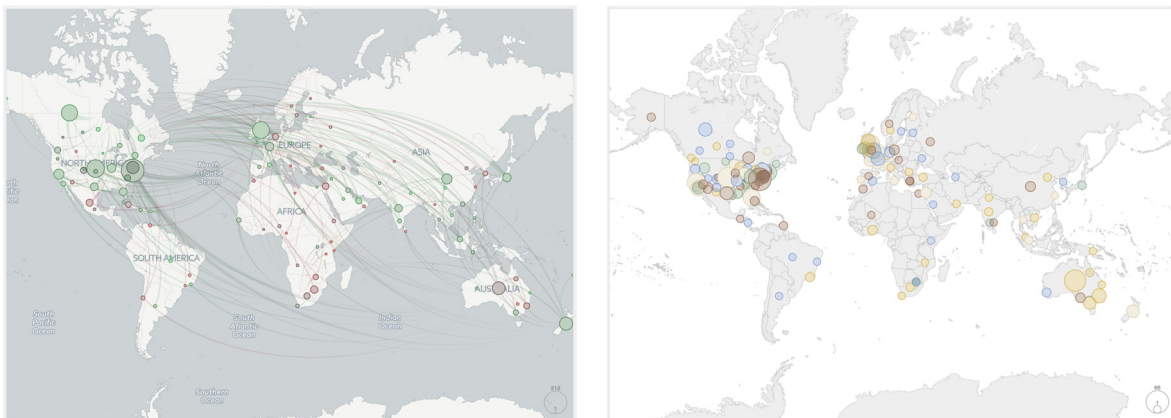 NORTH AMERICA
EUROPE
ASIA
North
Atlantic
Ocean
AFRICA
SOUTH AMERICA
AUSTRALIA
South
Pacific
Ocean
South
Atlantic
Ocean
Indian
Ocean
Southern
Ocean